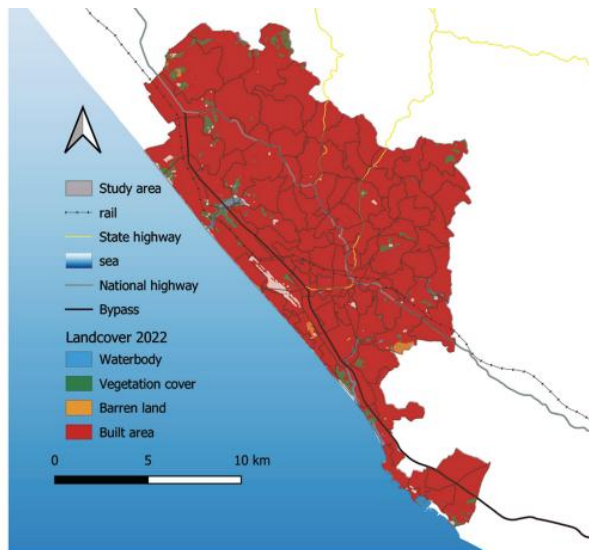 Study area
rail
State highway
sea
National highway
Bypass
Landcover 2022
Waterbody
Vegetation cover
Barren land
Built area
0 5 10 km